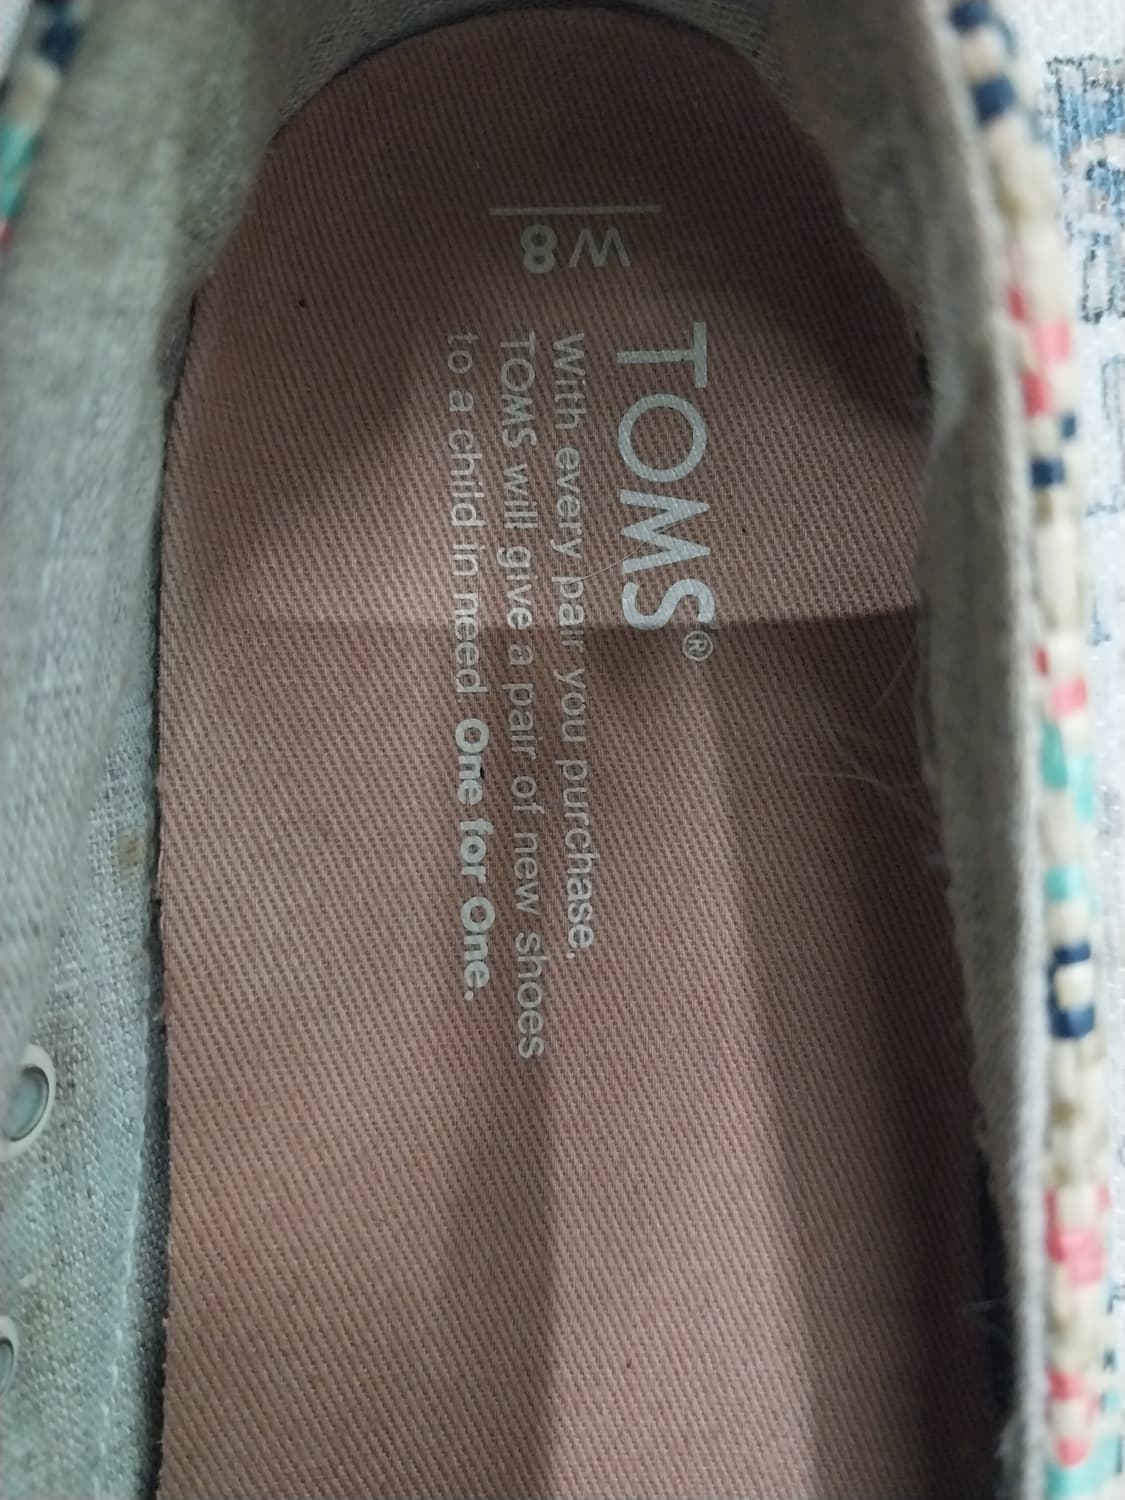 W 8
TOMS®
With every pair you purchase,
TOMS will give a pair of new shoes
to a child in need. One for One.